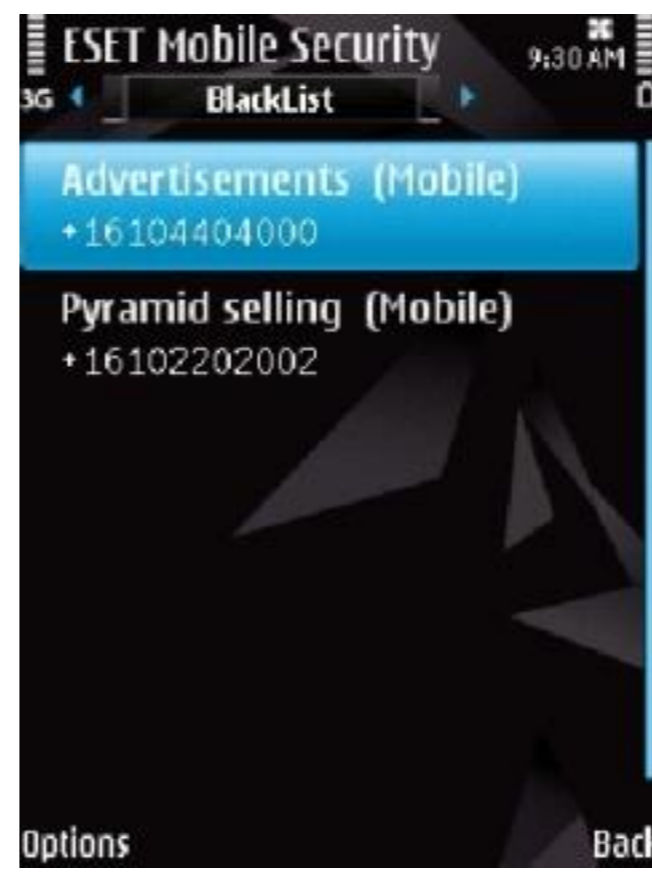 ESET Mobile Security
9:30 AM
3G
BlackList
Advertisements (Mobile)
+16104404000
Pyramid selling (Mobile)
+16102202002
Options
Back